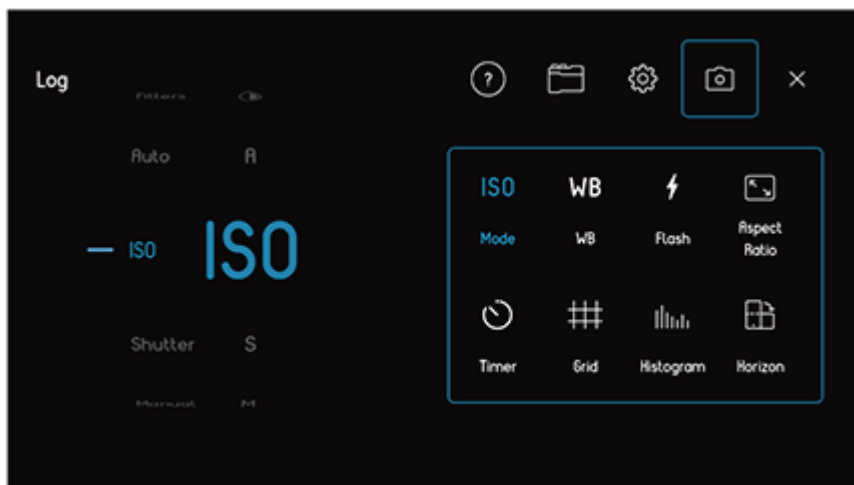 Log
?
Filters
Auto A
ISO ISO
Shutter S
Manual M
ISO WB
Mode WB Flash Aspect
Ratio
Timer Grid Histogram Horizon